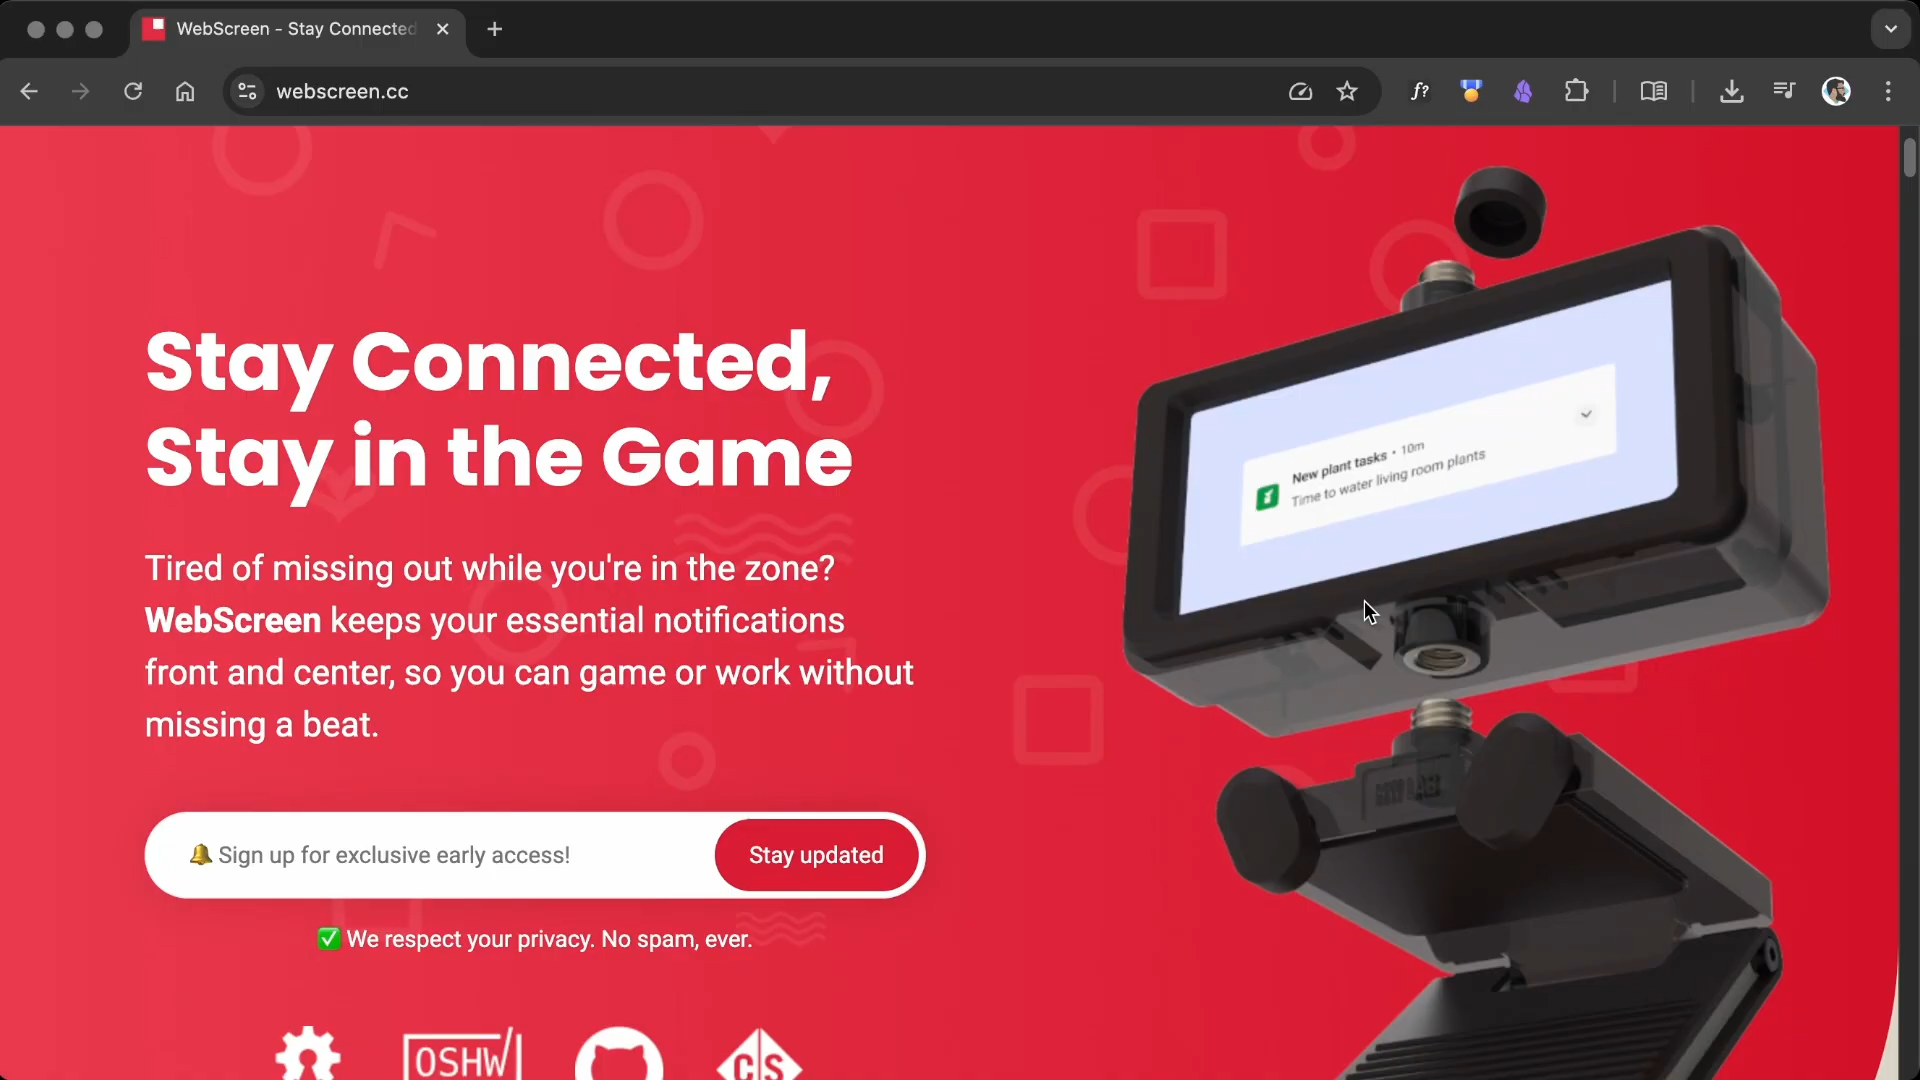 WebScreen - Stay Connected
webscreen.cc
f?
Stay Connected,
Stay in the Game
New plant tasks • 10m
Time to water living room plants
Tired of missing out while you're in the zone?
WebScreen keeps your essential notifications
front and center, so you can game or work without
missing a beat.
🔔 Sign up for exclusive early access!
Stay updated
✅ We respect your privacy. No spam, ever.
OSHW
CS